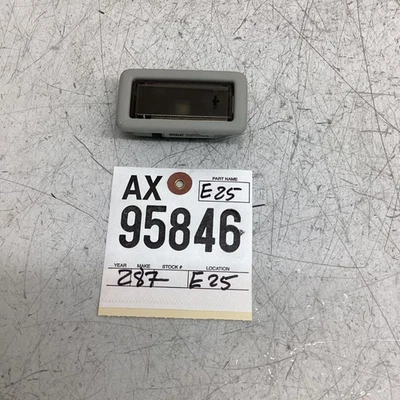 PART NAME
AX E25
95846
YEAR MAKE STOCK # LOCATION
287 E25